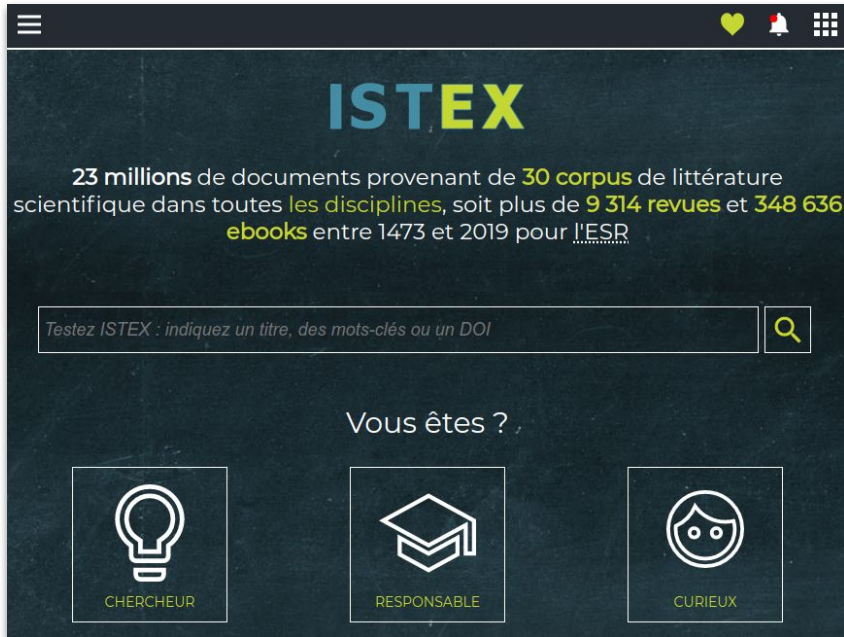 ISTEX
23 millions de documents provenant de 30 corpus de littérature
scientifique dans toutes les disciplines, soit plus de 9 314 revues et 348 636
ebooks entre 1473 et 2019 pour l'ESR
Testez ISTEX : indiquez un titre, des mots-clés ou un DOI
Vous êtes ?
CHERCHEUR
RESPONSABLE
CURIEUX